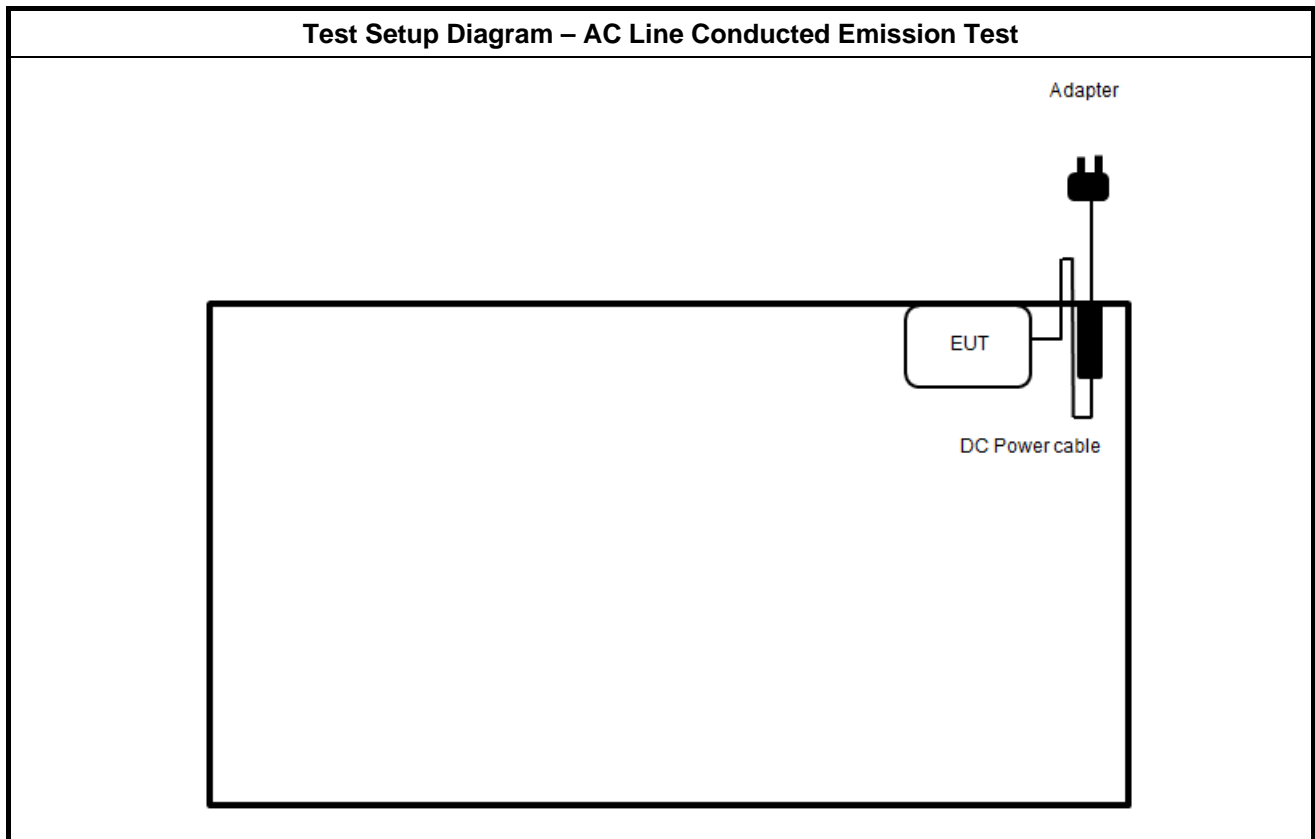 Test Setup Diagram – AC Line Conducted Emission Test
Adapter
EUT
DC Power cable